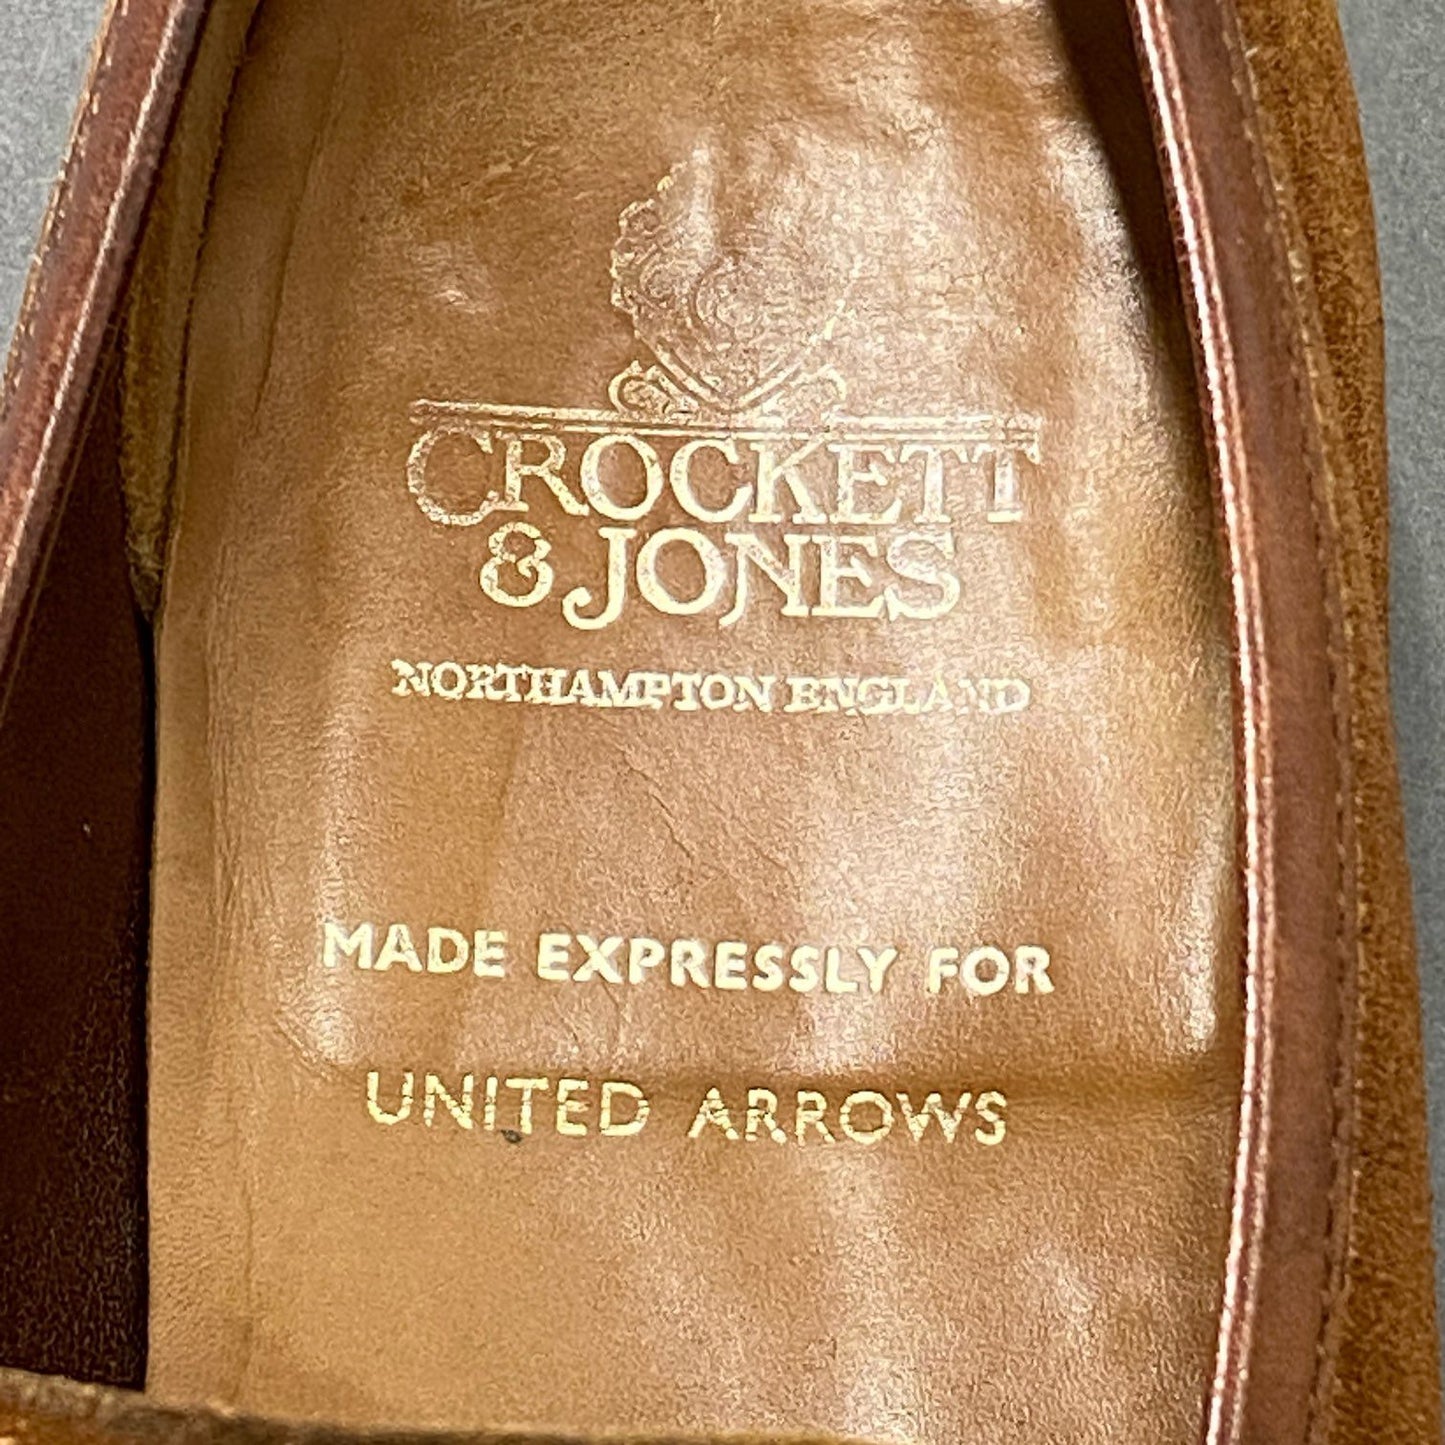 CROCKETT
& JONES
NORTHAMPTON ENGLAND
MADE EXPRESSLY FOR
UNITED ARROWS